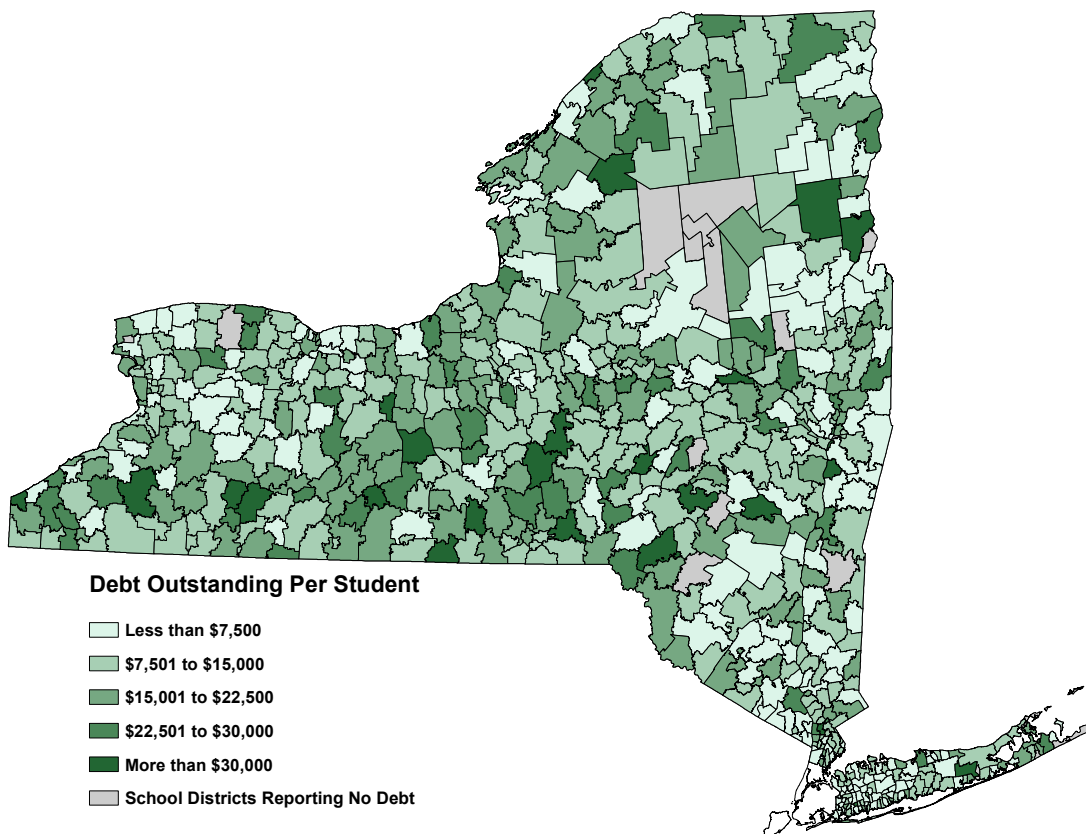 Debt Outstanding Per Student
Less than $7,500
$7,501 to $15,000
$15,001 to $22,500
$22,501 to $30,000
More than $30,000
School Districts Reporting No Debt